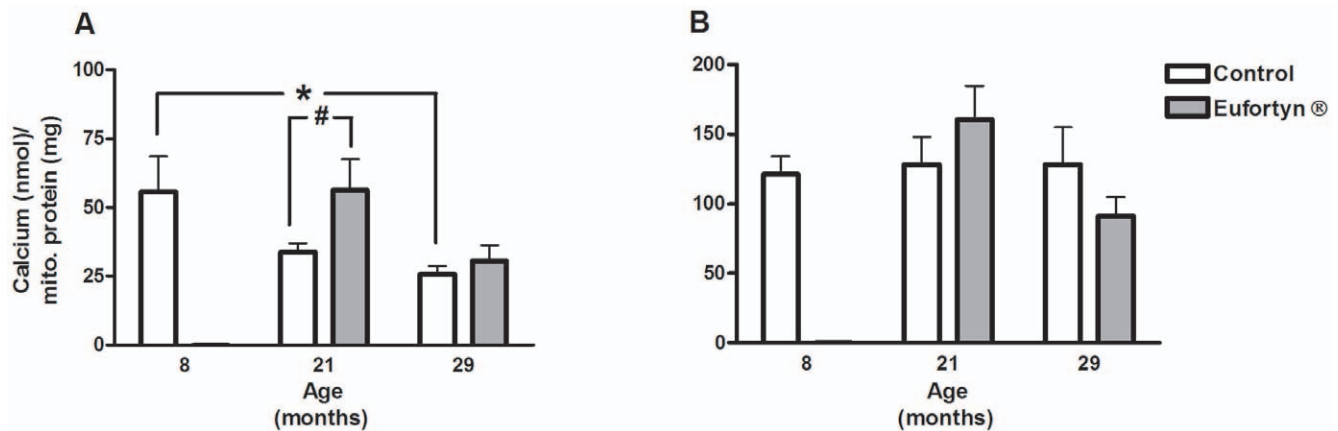 A
Calcium (nmol)/
mito. protein (mg)
100
75
50
25
0
*
#
8
21
29
Age
(months)
B
200
150
100
50
0
8
21
29
Age
(months)
Control
Eufortyn ®